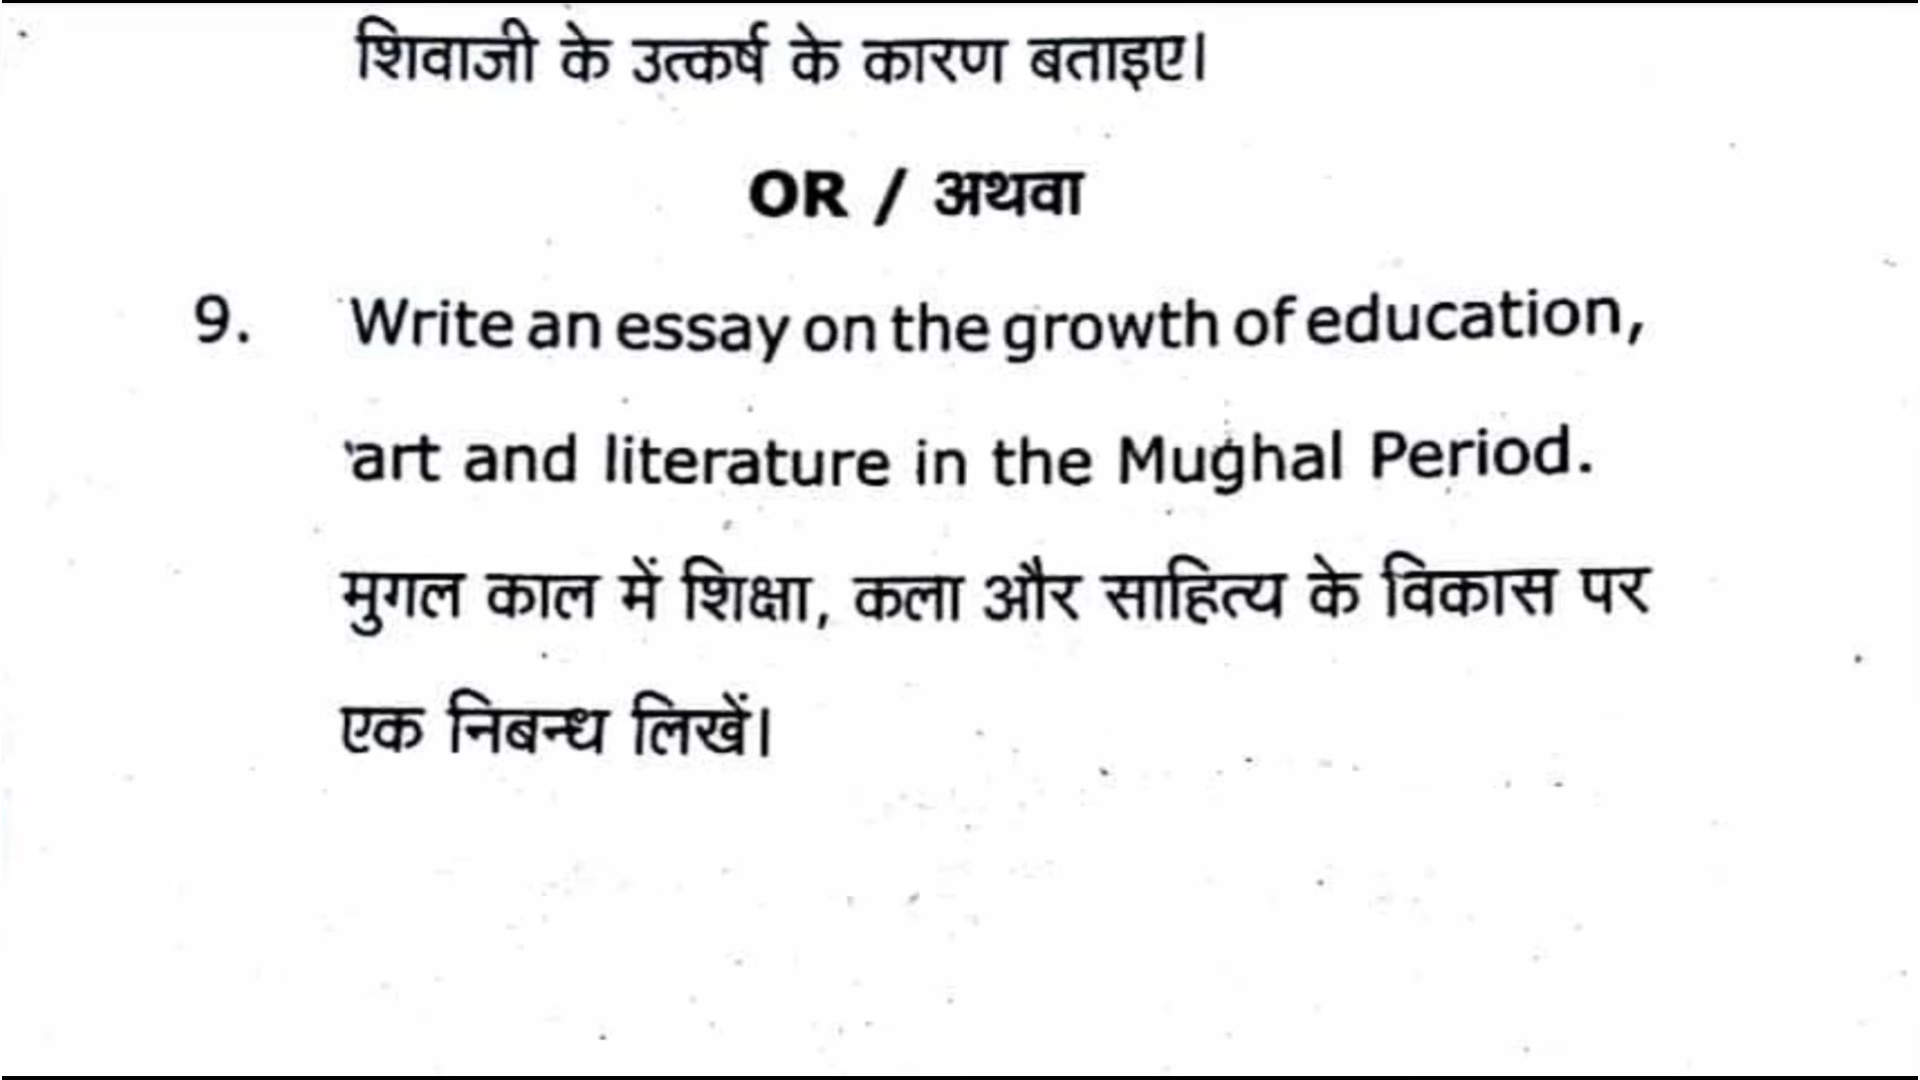 शिवाजी के उत्कर्ष के कारण बताइए।
OR / अथवा
9. Write an essay on the growth of education,
art and literature in the Mughal Period.
मुगल काल में शिक्षा, कला और साहित्य के विकास पर
एक निबन्ध लिखें।